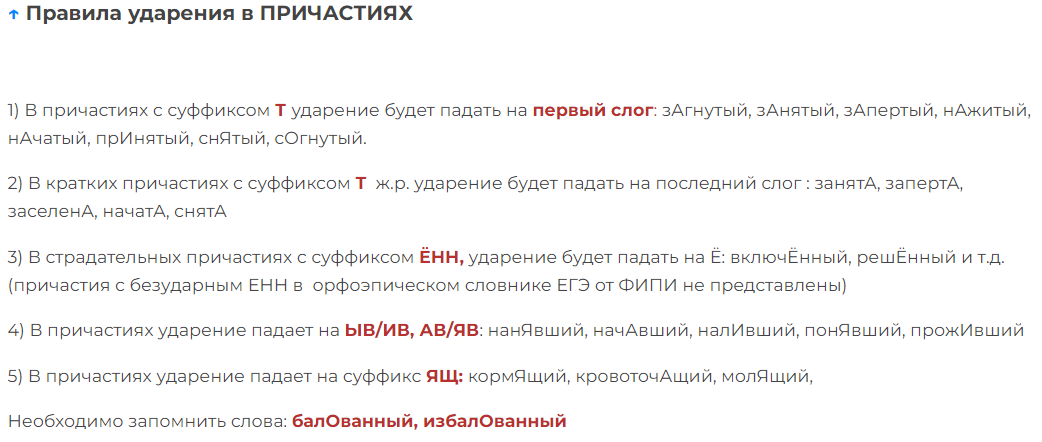 ↑ Правила ударения в ПРИЧАСТИЯХ
1) В причастиях с суффиксом Т ударение будет падать на первый слог: зАгнутый, зАнятый, зАпертый, нАжитый,
нАчатый, прИнятый, снЯтый, сОгнутый.
2) В кратких причастиях с суффиксом Т ж.р. ударение будет падать на последний слог : занятА, запертА,
заселенА, начатА, снятА
3) В страдательных причастиях с суффиксом ЁНН, ударение будет падать на Ё: включЁнный, решЁнный и т.д.
(причастия с безударным ЕНН в орфоэпическом словнике ЕГЭ от ФИПИ не представлены)
4) В причастиях ударение падает на ЫВ/ИВ, АВ/ЯВ: нанЯвший, начАвший, налИвший, понЯвший, прожИвший
5) В причастиях ударение падает на суффикс ЯЩ: кормЯщий, кровоточАщий, молЯщий,
Необходимо запомнить слова: балОванный, избалОванный